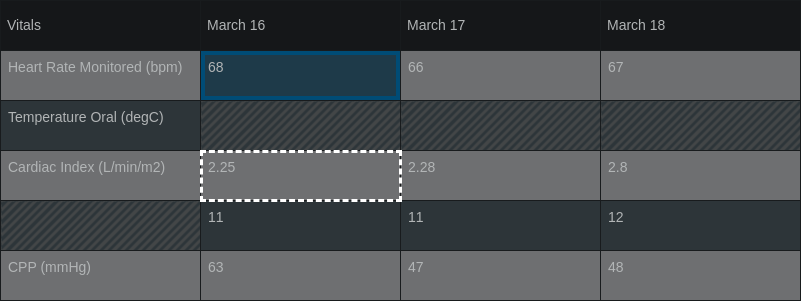 Vitals March 16 March 17 March 18
Heart Rate Monitored (bpm) 68 66 67
Temperature Oral (degC)
Cardiac Index (L/min/m2) 2.25 2.28 2.8
11 11 12
CPP (mmHg) 63 47 48